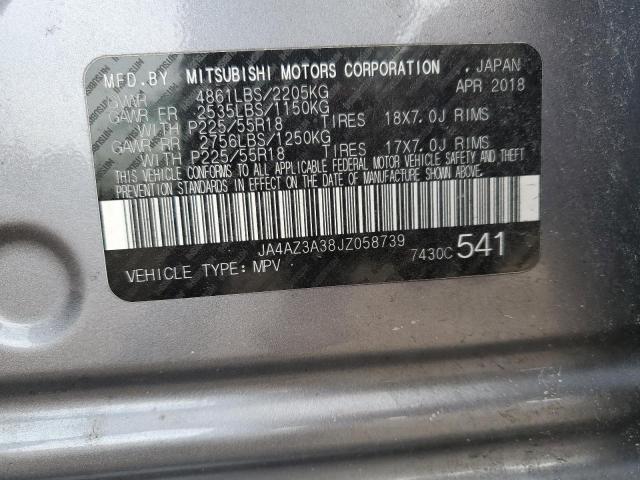 MFD.BY MITSUBISHI MOTORS CORPORATION , JAPAN
GVWR 4861LBS/2205KG APR 2018
GAWR FR 2535LBS/1150KG
WITH P225/55R18 TIRES 18X7.0J RIMS
GAWR RR 2756LBS/1250KG
WITH P225/55R18 TIRES 17X7.0J RIMS
THIS VEHICLE CONFORMS TO ALL APPLICABLE FEDERAL MOTOR VEHICLE SAFETY AND THEFT
PREVENTION STANDARDS IN EFFECT ON THE DATE OF MANUFACTURE SHOWN ABOVE.
JA4AZ3A38JZ058739
VEHICLE TYPE:MPV 7430C 541